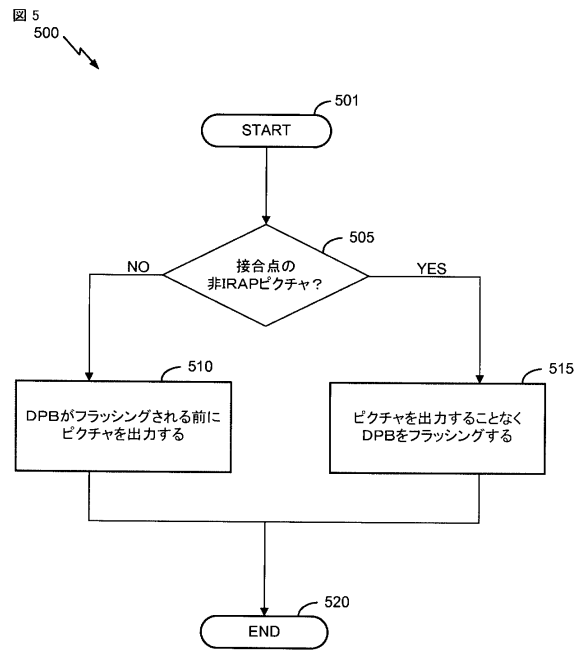 図 5
500
501
START
505
接合点の
非IRAPピクチャ?
NO
YES
510
DPBがフラッシングされる前に
ピクチャを出力する
515
ピクチャを出力することなく
DPBをフラッシングする
520
END